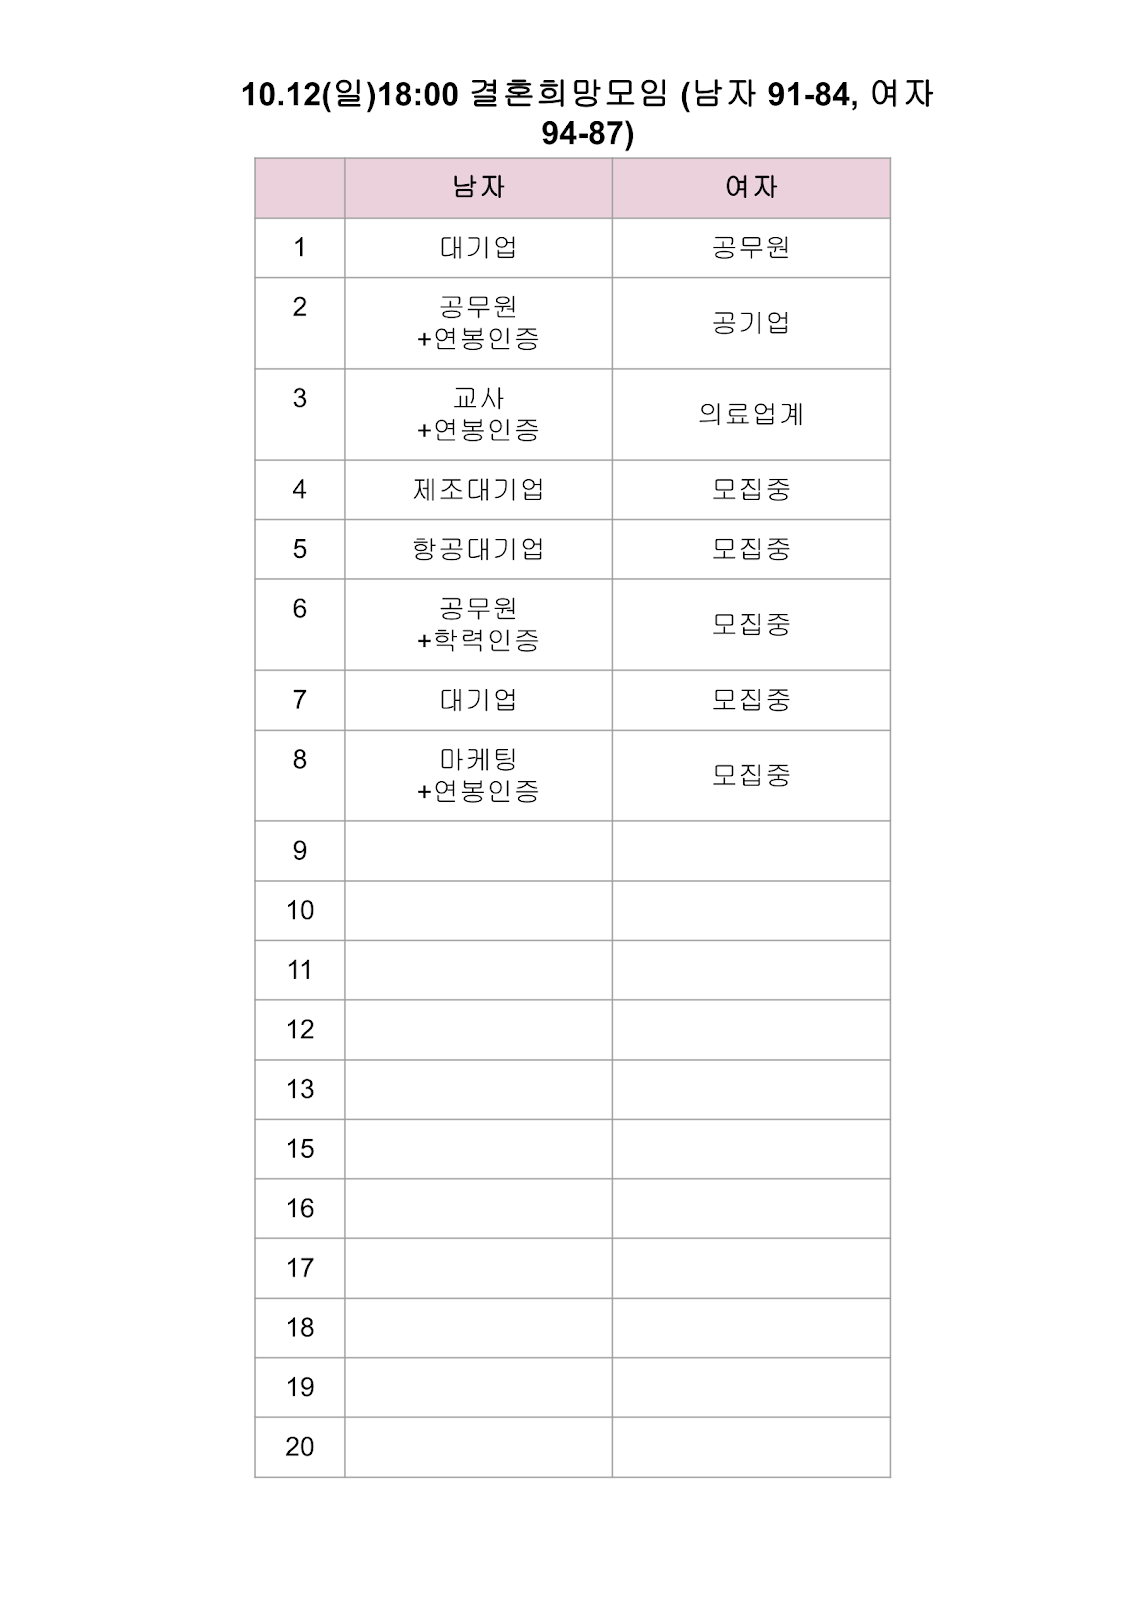 10.12(일)18:00 결혼희망모임 (남자 91-84, 여자
94-87)
남자 여자
1 대기업 공무원
2 공무원
+연봉인증 공기업
3 교사
+연봉인증 의료업계
4 제조대기업 모집중
5 항공대기업 모집중
6 공무원
+학력인증 모집중
7 대기업 모집중
8 마케팅
+연봉인증 모집중
9
10
11
12
13
15
16
17
18
19
20